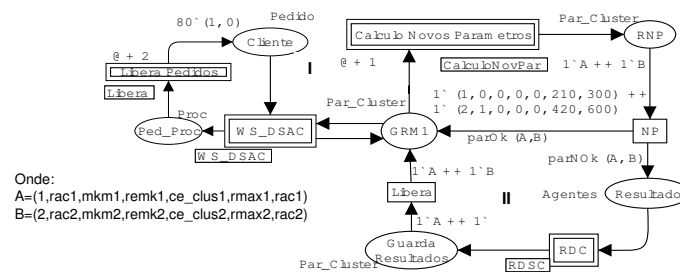 80`(1,0)
Pedido
Cliente
@ + 2
Libera Pedidos
Libera
I
Proc
Ped_Proc
WS_DSAC
WS_DSAC
Par_Cluster
GRM1
@ + 1
Calculo Novos Parametros
CalculoNovPar
Par_Cluster
RNP
1`A ++ 1`B
1`(1,0,0,0,0,210,300) ++
1`(2,1,0,0,0,420,600)
NP
parOk (A,B)
parNOk (A,B)
1`A ++ 1`B
Libera
II
1`A ++ 1`
Agentes
Resultado
Guarda
Resultados
Par_Cluster
RDC
RDSC
Onde:
A=(1,rac1,mkm1,remk1,ce_clus1,rmax1,rac1)
B=(2,rac2,mkm2,remk2,ce_clus2,rmax2,rac2)